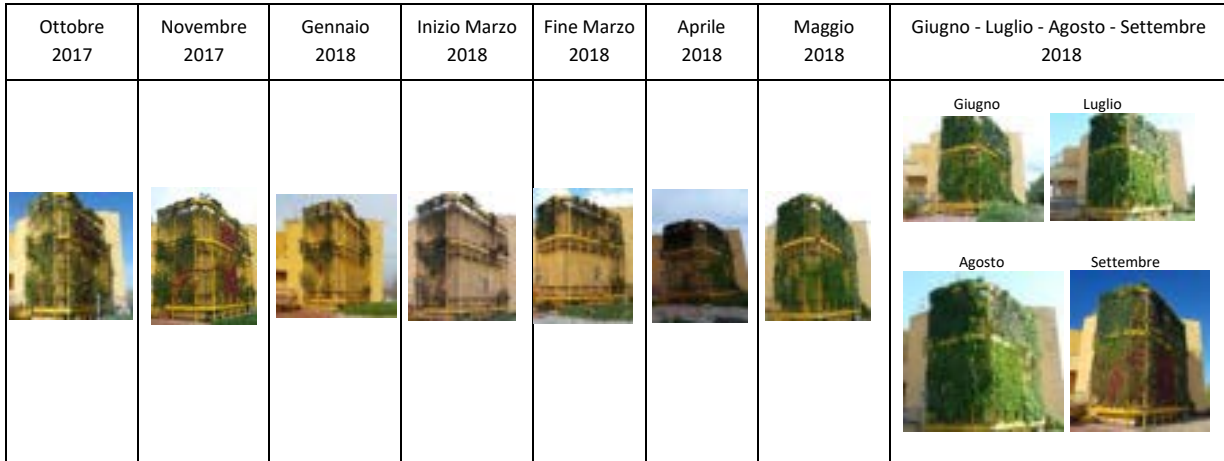 Ottobre
2017
Novembre
2017
Gennaio
2018
Inizio Marzo
2018
Fine Marzo
2018
Aprile
2018
Maggio
2018
Giugno - Luglio - Agosto - Settembre
2018
Giugno
Luglio
Agosto
Settembre